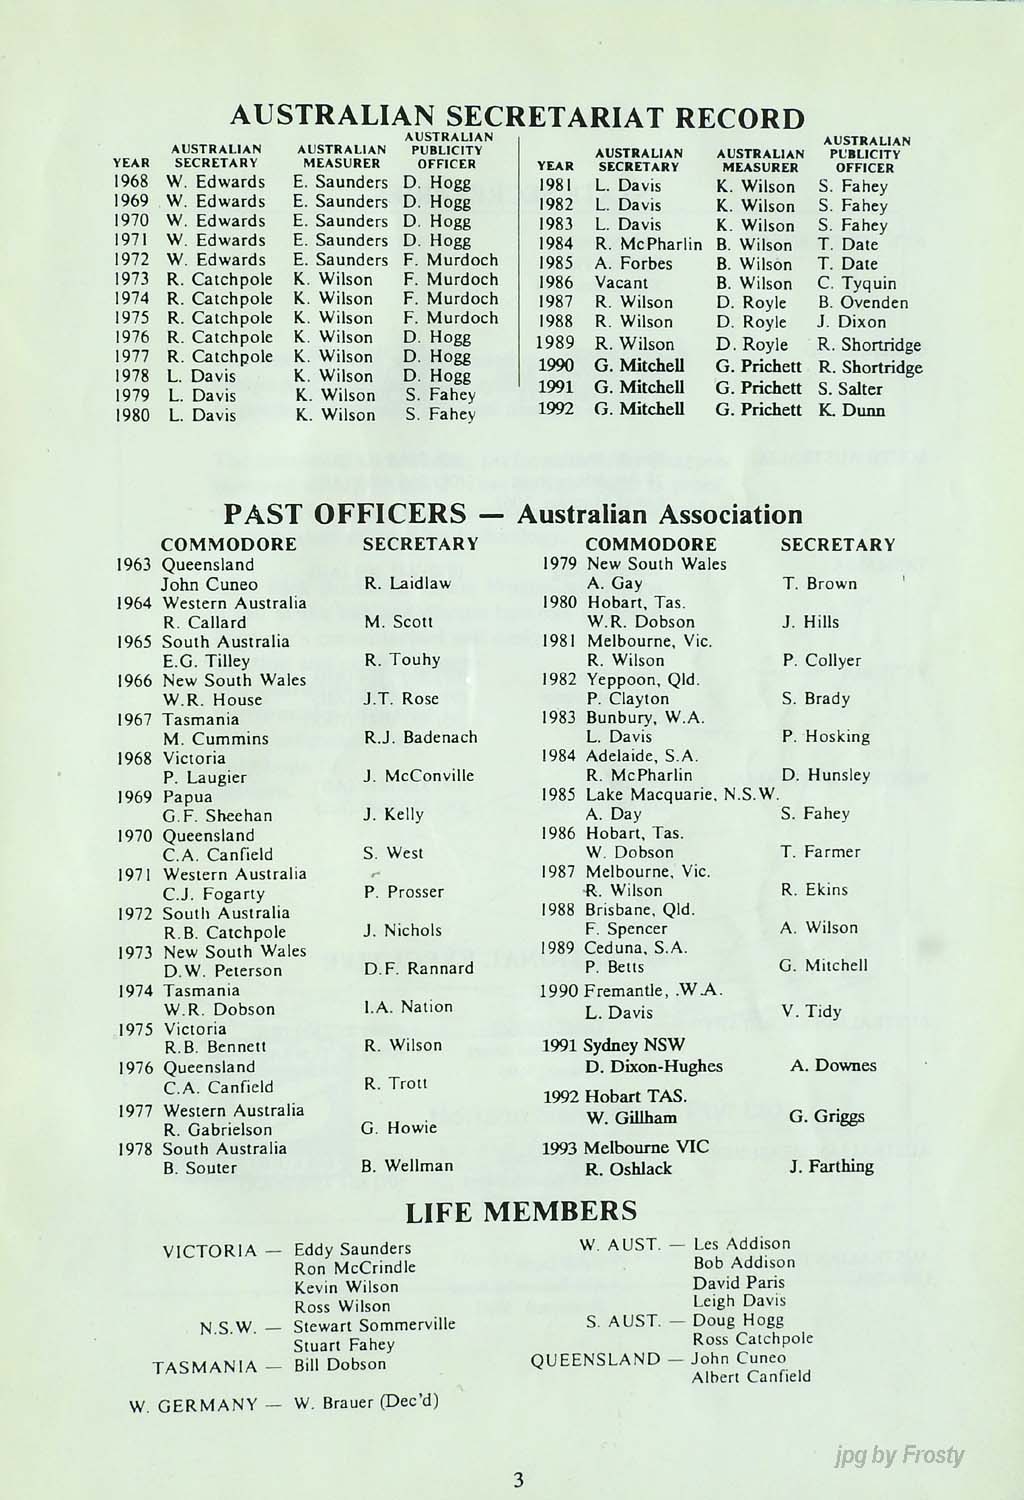 AUSTRALIAN SECRETARIAT RECORD
YEAR AUSTRALIAN SECRETARY AUSTRALIAN MEASURER AUSTRALIAN PUBLICITY OFFICER
1968 W. Edwards E. Saunders D. Hogg
1969 W. Edwards E. Saunders D. Hogg
1970 W. Edwards E. Saunders D. Hogg
1971 W. Edwards E. Saunders D. Hogg
1972 W. Edwards E. Saunders F. Murdoch
1973 R. Catchpole K. Wilson F. Murdoch
1974 R. Catchpole K. Wilson F. Murdoch
1975 R. Catchpole K. Wilson F. Murdoch
1976 R. Catchpole K. Wilson D. Hogg
1977 R. Catchpole K. Wilson D. Hogg
1978 L. Davis K. Wilson D. Hogg
1979 L. Davis K. Wilson S. Fahey
1980 L. Davis K. Wilson S. Fahey
YEAR AUSTRALIAN SECRETARY AUSTRALIAN MEASURER AUSTRALIAN PUBLICITY OFFICER
1981 L. Davis K. Wilson S. Fahey
1982 L. Davis K. Wilson S. Fahey
1983 L. Davis K. Wilson S. Fahey
1984 R. McPharlin B. Wilson T. Date
1985 A. Forbes B. Wilson T. Date
1986 Vacant B. Wilson C. Tyquin
1987 R. Wilson D. Royle B. Ovenden
1988 R. Wilson D. Royle J. Dixon
1989 R. Wilson D. Royle R. Shortridge
1990 G. Mitchell G. Prichett R. Shortridge
1991 G. Mitchell G. Prichett S. Salter
1992 G. Mitchell G. Prichett K. Dunn
PAST OFFICERS — Australian Association
COMMODORE SECRETARY
1963 Queensland
John Cuneo R. Laidlaw
1964 Western Australia
R. Callard M. Scott
1965 South Australia
E.G. Tilley R. Touhy
1966 New South Wales
W.R. House J.T. Rose
1967 Tasmania
M. Cummins R.J. Badenach
1968 Victoria
P. Laugier J. McConville
1969 Papua
G.F. Sheehan J. Kelly
1970 Queensland
C.A. Canfield S. West
1971 Western Australia
C.J. Fogarty P. Prosser
1972 South Australia
R.B. Catchpole J. Nichols
1973 New South Wales
D.W. Peterson D.F. Rannard
1974 Tasmania
W.R. Dobson I.A. Nation
1975 Victoria
R.B. Bennett R. Wilson
1976 Queensland
C.A. Canfield R. Trott
1977 Western Australia
R. Gabrielson G. Howie
1978 South Australia
B. Souter B. Wellman
COMMODORE SECRETARY
1979 New South Wales
A. Gay T. Brown
1980 Hobart, Tas.
W.R. Dobson J. Hills
1981 Melbourne, Vic.
R. Wilson P. Collyer
1982 Yeppoon, Qld.
P. Clayton S. Brady
1983 Bunbury, W.A.
L. Davis P. Hosking
1984 Adelaide, S.A.
R. McPharlin D. Hunsley
1985 Lake Macquarie, N.S.W.
A. Day S. Fahey
1986 Hobart, Tas.
W. Dobson T. Farmer
1987 Melbourne, Vic.
R. Wilson R. Ekins
1988 Brisbane, Qld.
F. Spencer A. Wilson
1989 Ceduna, S.A.
P. Betts G. Mitchell
1990 Fremantle, .W.A.
L. Davis V. Tidy
1991 Sydney NSW
D. Dixon-Hughes A. Downes
1992 Hobart TAS.
W. Gillham G. Griggs
1993 Melbourne VIC
R. Oshlack J. Farthing
LIFE MEMBERS
VICTORIA — Eddy Saunders
Ron McCrindle
Kevin Wilson
Ross Wilson
N.S.W. — Stewart Sommerville
Stuart Fahey
TASMANIA — Bill Dobson
W. GERMANY — W. Brauer (Dec'd)
W. AUST. — Les Addison
Bob Addison
David Paris
Leigh Davis
S. AUST. — Doug Hogg
Ross Catchpole
QUEENSLAND — John Cuneo
Albert Canfield
jpg by Frosty
3